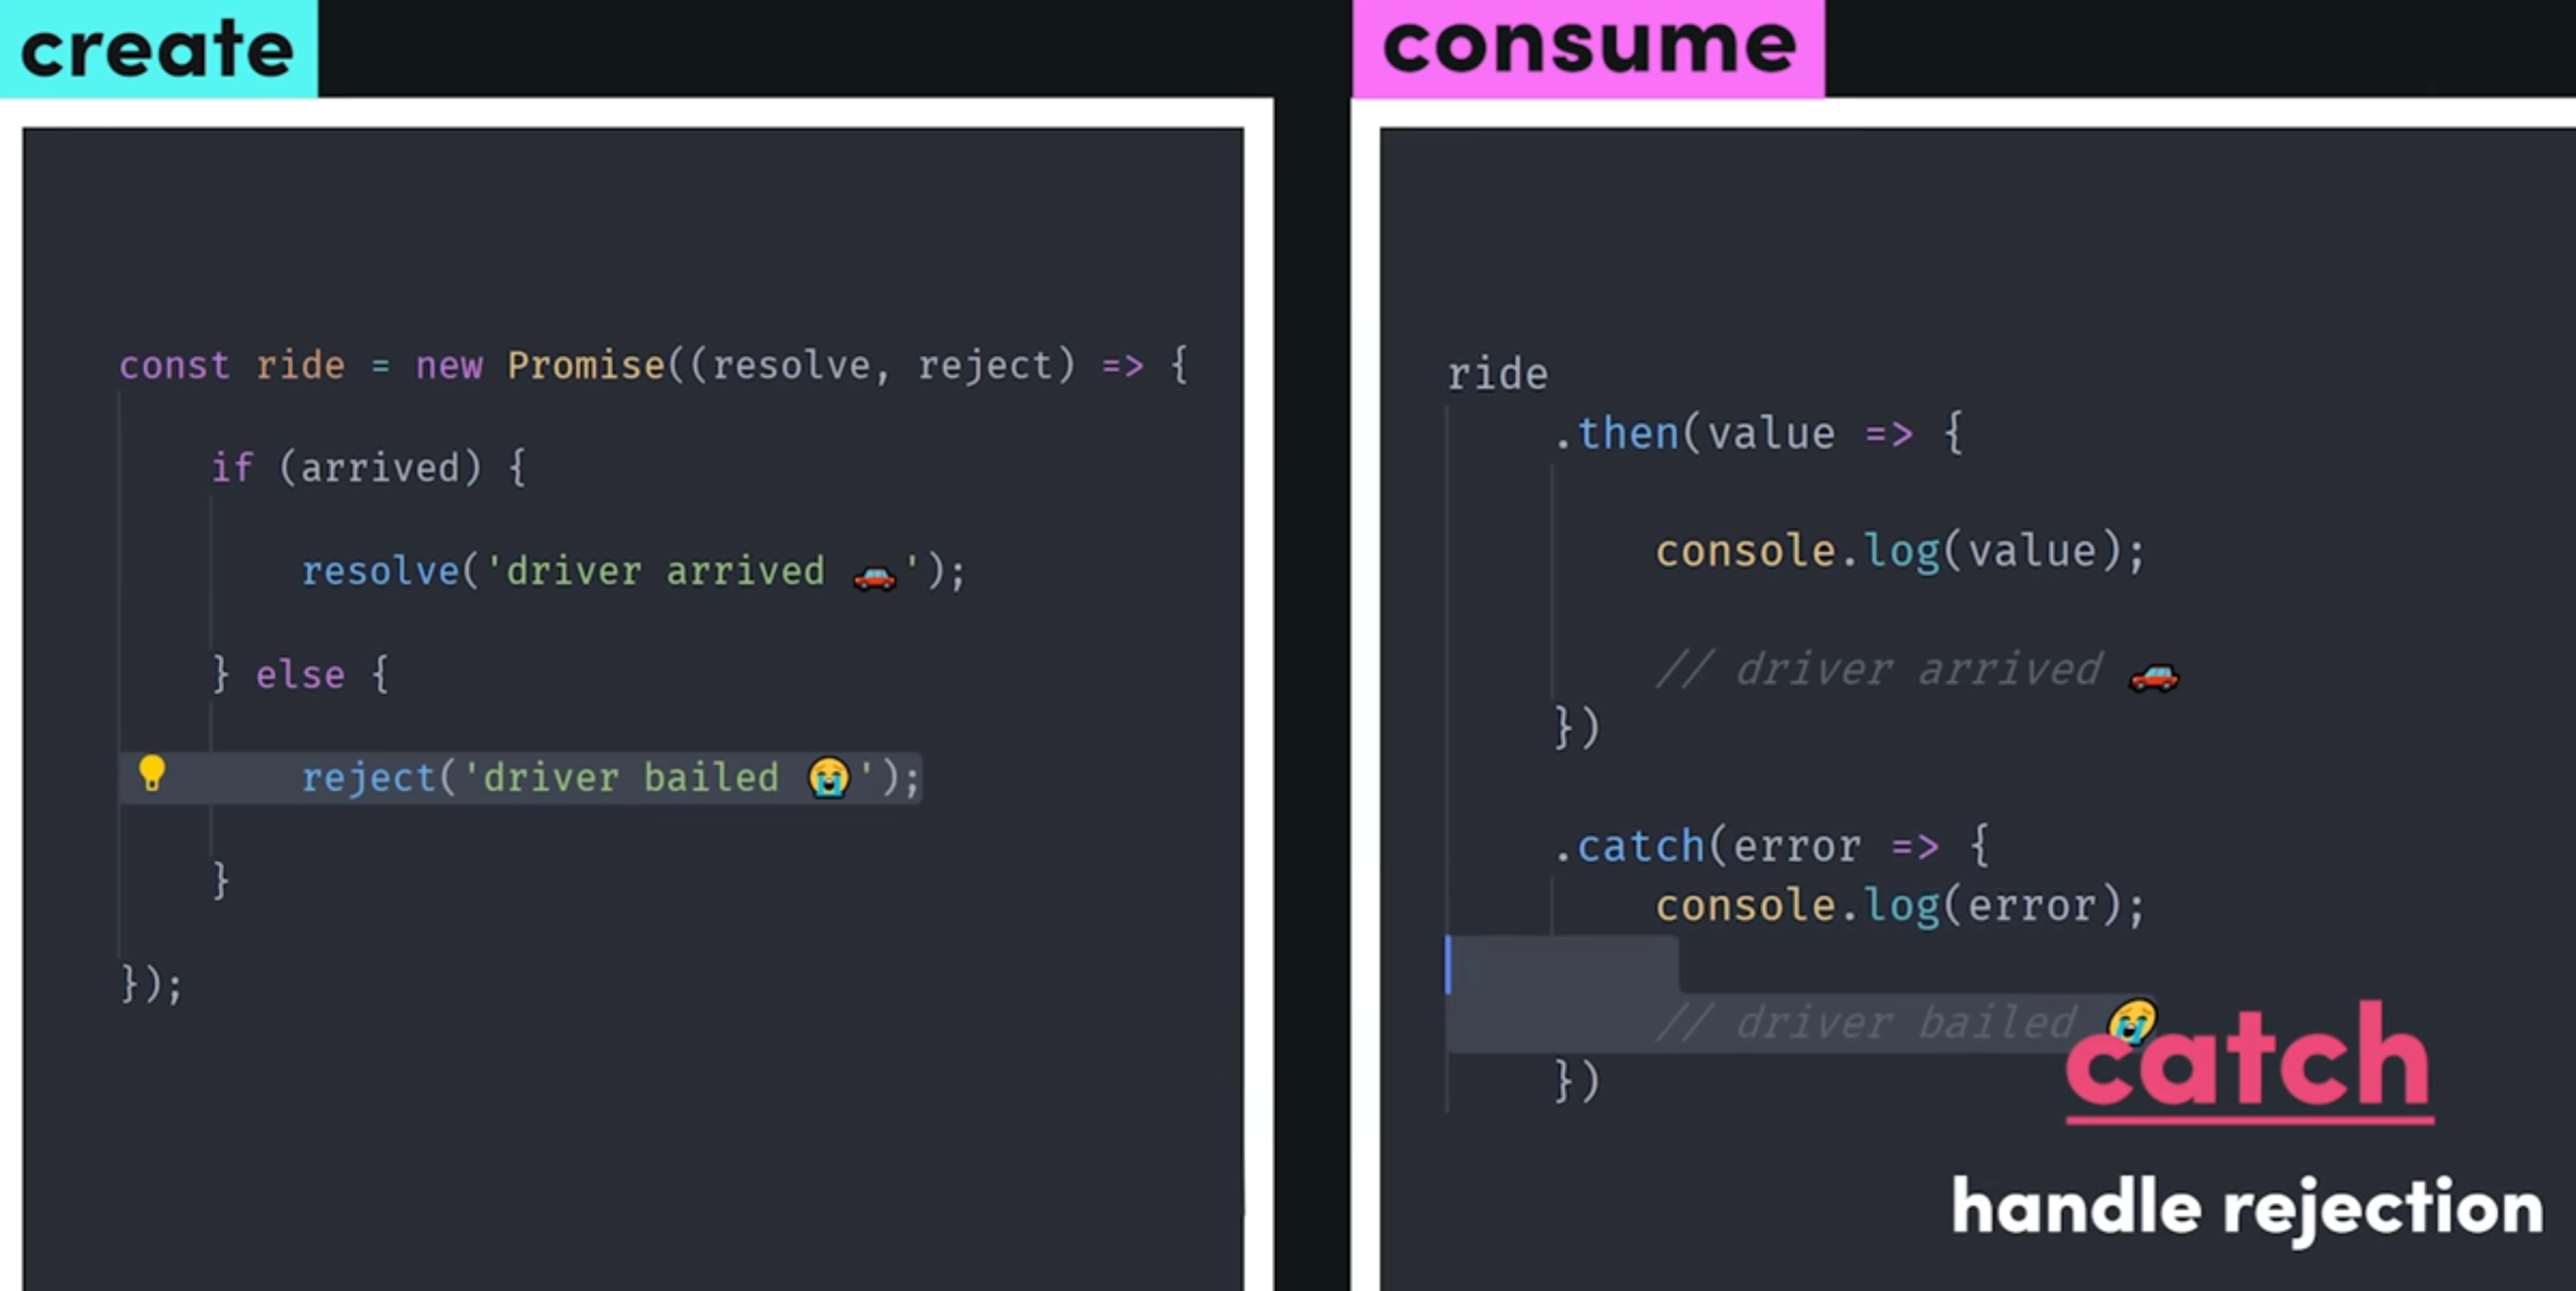 create
const ride = new Promise((resolve, reject) => {
if (arrived) {
resolve('driver arrived 🚗');
} else {
reject('driver bailed 😭');
}
});
consume
ride
.then(value => {
console.log(value);
// driver arrived 🚗
})
.catch(error => {
console.log(error);
// driver bailed 😭
})
catch
handle rejection